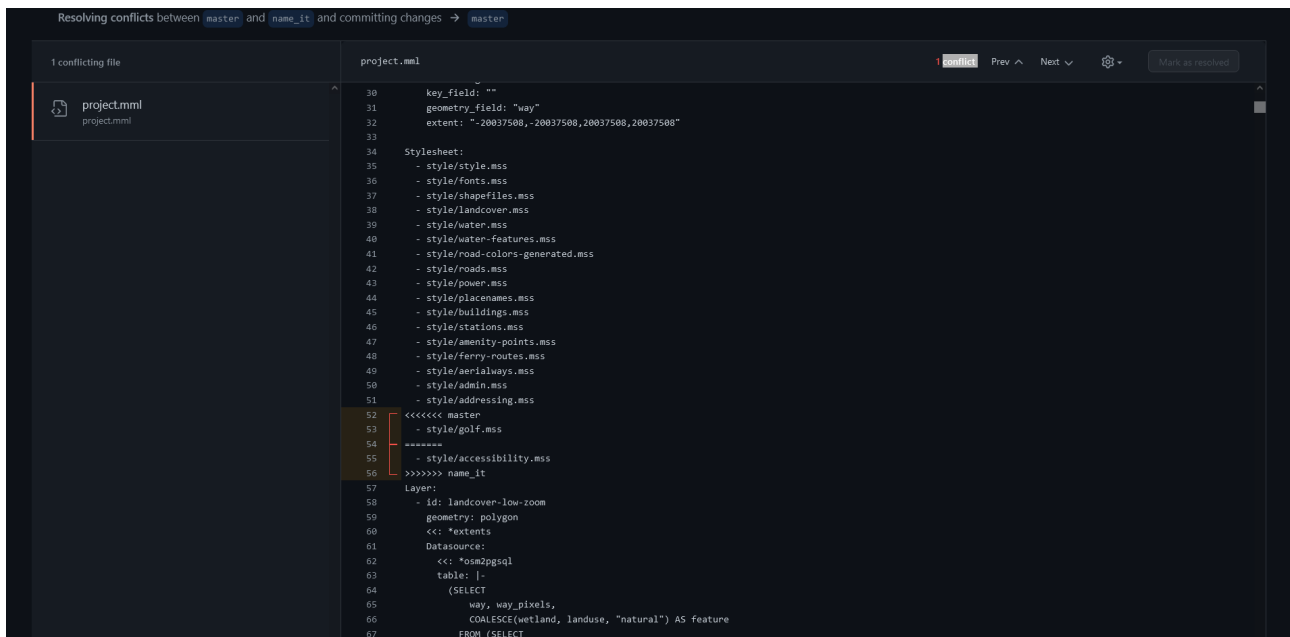 Resolving conflicts between master and name_it and committing changes → master
1 conflicting file
project.mml
1 conflict Prev Next Mark as resolved
project.mml
project.mml
30 key_field: ""
31 geometry_field: "way"
32 extent: "-20037508,-20037508,20037508,20037508"
33
34 Stylesheet:
35 - style/style.mss
36 - style/fonts.mss
37 - style/shapefiles.mss
38 - style/landcover.mss
39 - style/water.mss
40 - style/water-features.mss
41 - style/road-colors-generated.mss
42 - style/roads.mss
43 - style/power.mss
44 - style/placenames.mss
45 - style/buildings.mss
46 - style/stations.mss
47 - style/amenity-points.mss
48 - style/ferry-routes.mss
49 - style/aerialways.mss
50 - style/admin.mss
51 - style/addressing.mss
52 <<<<<<< master
53 - style/golf.mss
54 =======
55 - style/accessibility.mss
56 >>>>>>> name_it
57 Layer:
58 - id: landcover-low-zoom
59 geometry: polygon
60 <<: *extents
61 Datasource:
62 <<: *osm2pgsql
63 table: |-
64 (SELECT
65 way, way_pixels,
66 COALESCE(wetland, landuse, "natural") AS feature
67 FROM (SELECT